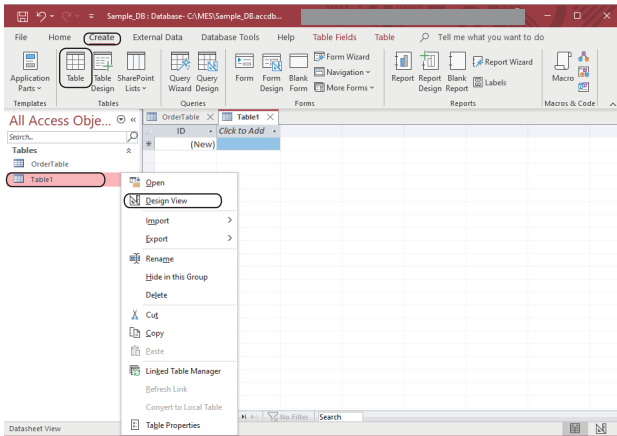 Sample_DB : Database- C:\MES\Sample_DB.accdb...
File Home Create External Data Database Tools Help Table Fields Table Tell me what you want to do
Application Parts
Table
Table Design
SharePoint Lists
Query Wizard
Query Design
Form
Form Design
Blank Form
Form Wizard
Navigation
More Forms
Report
Report Design
Blank Report
Report Wizard
Labels
Macro
Templates Tables Queries Forms Reports Macros & Code
All Access Obje...
Search...
Tables
OrderTable
Table1
OrderTable Table1
ID Click to Add
(New)
Open
Design View
Import
Export
Rename
Hide in this Group
Delete
Cut
Copy
Paste
Linked Table Manager
Refresh Link
Convert to Local Table
Table Properties
No Filter Search
Datasheet View